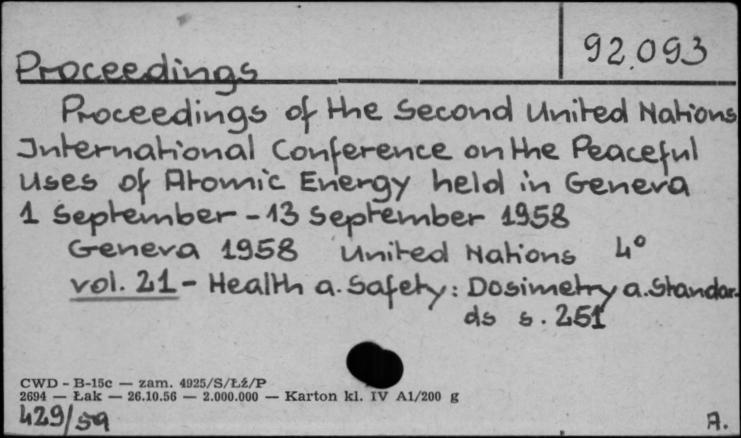 92.093
Proceedings
Proceedings of the Second United Nations
International Conference on the Peaceful
Uses of Atomic Energy held in Geneva
1 September - 13 September 1958
Geneva 1958 United Nations 4°
vol. 21 - Health a. Safety: Dosimetry a. Standar-
ds s. 251
CWD - B-15c — zam. 4925/S/ŁŹ/P
2694 — Łak — 26.10.56 — 2.000.000 — Karton kl. IV A1/200 g
429/59
A.